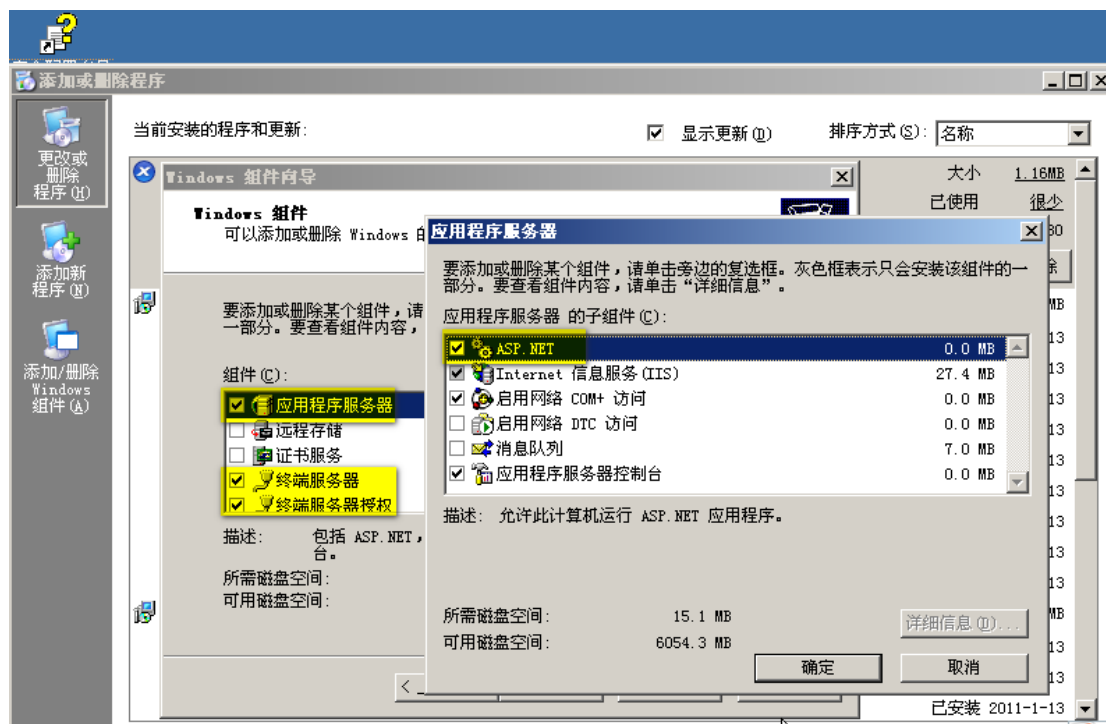 添加或删除程序
更改或
删除
程序(H)
添加新
程序(N)
添加/删除
Windows
组件(A)
当前安装的程序和更新:
显示更新(D)
排序方式(S):
名称
大小
1.16MB
已使用
很少
30
除
Windows 组件向导
Windows 组件
可以添加或删除 Windows 的
要添加或删除某个组件，请
一部分。要查看组件内容，
组件(C):
应用程序服务器
远程存储
证书服务
终端服务器
终端服务器授权
描述:
包括 ASP.NET,
台。
所需磁盘空间:
可用磁盘空间:
<
应用程序服务器
要添加或删除某个组件，请单击旁边的复选框。灰色框表示只会安装该组件的一
部分。要查看组件内容，请单击“详细信息”。
应用程序服务器 的子组件(C):
ASP.NET 0.0 MB
Internet 信息服务(IIS) 27.4 MB
启用网络 COM+ 访问 0.0 MB
启用网络 DTC 访问 0.0 MB
消息队列 7.0 MB
应用程序服务器控制台 0.0 MB
描述: 允许此计算机运行 ASP.NET 应用程序。
所需磁盘空间: 15.1 MB
可用磁盘空间: 6054.3 MB
详细信息(D)...
确定
取消
MB
13
13
13
13
13
13
13
13
13
MB
13
13
已安装 2011-1-13